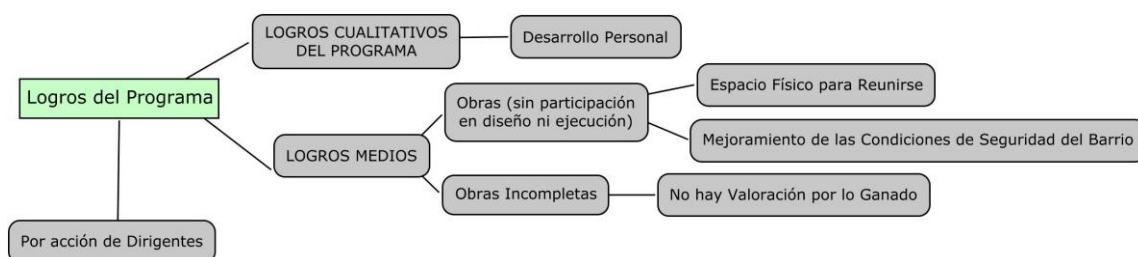 Logros del Programa
LOGROS CUALITATIVOS
DEL PROGRAMA
Desarrollo Personal
LOGROS MEDIOS
Obras (sin participación
en diseño ni ejecución)
Espacio Físico para Reunirse
Mejoramiento de las Condiciones de Seguridad del Barrio
Obras Incompletas
No hay Valoración por lo Ganado
Por acción de Dirigentes